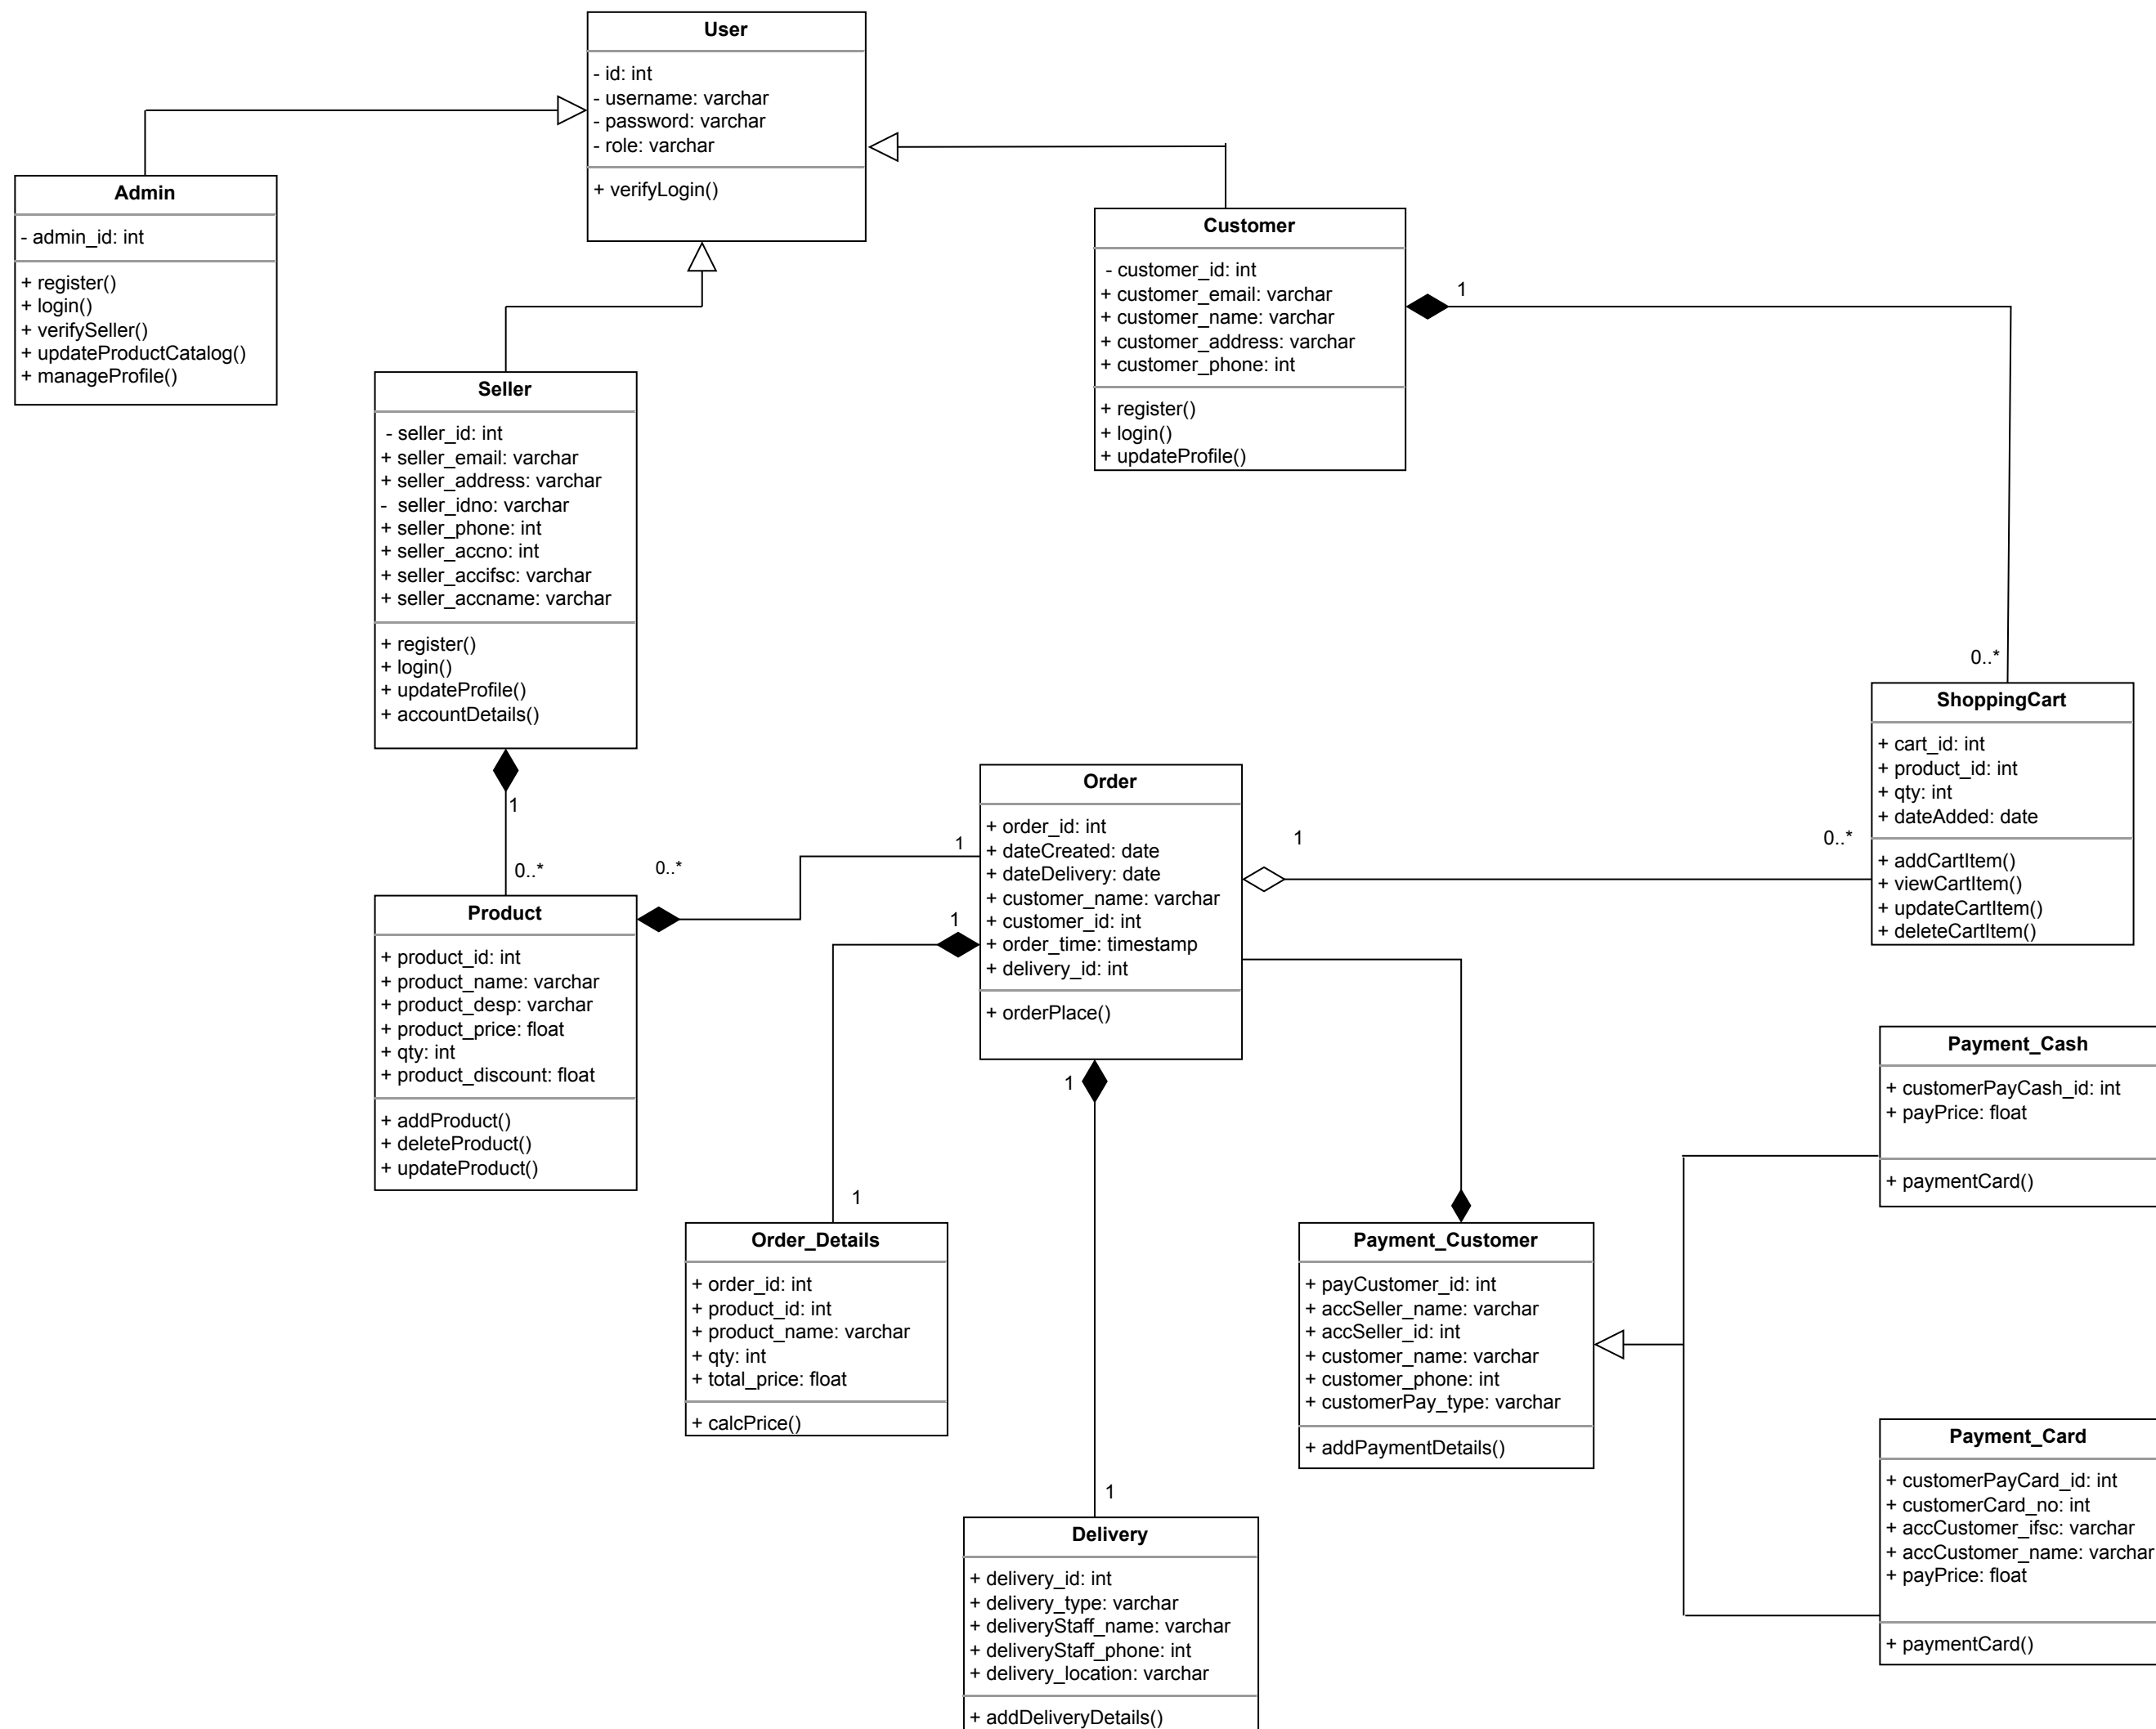 User
- id: int
- username: varchar
- password: varchar
- role: varchar
+ verifyLogin()
Admin
- admin_id: int
+ register()
+ login()
+ verifySeller()
+ updateProductCatalog()
+ manageProfile()
Customer
- customer_id: int
+ customer_email: varchar
+ customer_name: varchar
+ customer_address: varchar
+ customer_phone: int
+ register()
+ login()
+ updateProfile()
1
0..*
Seller
- seller_id: int
+ seller_email: varchar
+ seller_address: varchar
- seller_idno: varchar
+ seller_phone: int
+ seller_accno: int
+ seller_accifsc: varchar
+ seller_accname: varchar
+ register()
+ login()
+ updateProfile()
+ accountDetails()
1
0..*
ShoppingCart
+ cart_id: int
+ product_id: int
+ qty: int
+ dateAdded: date
+ addCartItem()
+ viewCartItem()
+ updateCartItem()
+ deleteCartItem()
Order
+ order_id: int
+ dateCreated: date
+ dateDelivery: date
+ customer_name: varchar
+ customer_id: int
+ order_time: timestamp
+ delivery_id: int
+ orderPlace()
1
0..*
0..*
1
1
1
1
1
Product
+ product_id: int
+ product_name: varchar
+ product_desp: varchar
+ product_price: float
+ qty: int
+ product_discount: float
+ addProduct()
+ deleteProduct()
+ updateProduct()
Payment_Cash
+ customerPayCash_id: int
+ payPrice: float
+ paymentCard()
Order_Details
+ order_id: int
+ product_id: int
+ product_name: varchar
+ qty: int
+ total_price: float
+ calcPrice()
Payment_Customer
+ payCustomer_id: int
+ accSeller_name: varchar
+ accSeller_id: int
+ customer_name: varchar
+ customer_phone: int
+ customerPay_type: varchar
+ addPaymentDetails()
Payment_Card
+ customerPayCard_id: int
+ customerCard_no: int
+ accCustomer_ifsc: varchar
+ accCustomer_name: varchar
+ payPrice: float
+ paymentCard()
Delivery
+ delivery_id: int
+ delivery_type: varchar
+ deliveryStaff_name: varchar
+ deliveryStaff_phone: int
+ delivery_location: varchar
+ addDeliveryDetails()